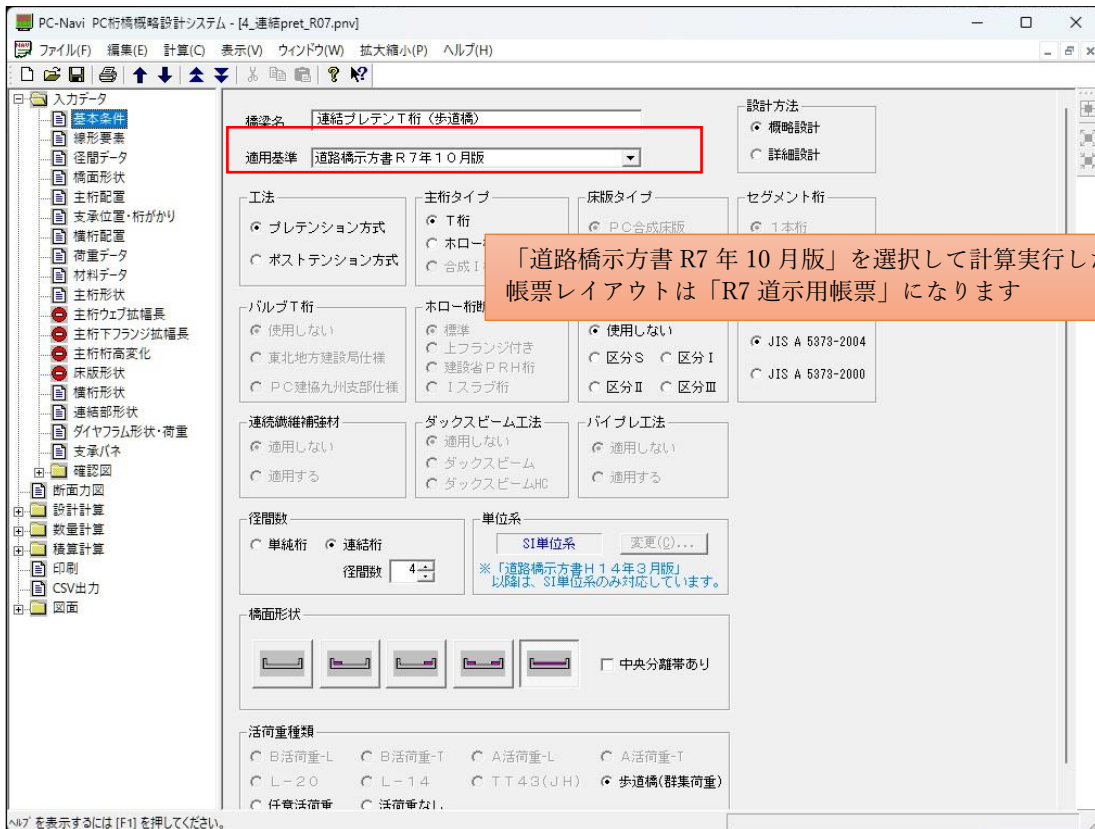 PC-Navi PC桁橋概略設計システム - [4_連結pret_R07.pnv]
ファイル(F) 編集(E) 計算(C) 表示(V) ウィンドウ(W) 拡大縮小(P) ヘルプ(H)
入力データ
基本条件
線形要素
径間データ
橋面形状
主桁配置
支承位置・桁がかり
横桁配置
荷重データ
材料データ
主桁形状
主桁ウェブ拡幅長
主桁下フランジ拡幅長
主桁桁高変化
床版形状
横桁形状
連結部形状
ダイヤフラム形状・荷重
支承バネ
確認図
断面力図
設計計算
数量計算
積算計算
印刷
CSV出力
図面
橋梁名 連結プレテンT桁（歩道橋）
適用基準 道路橋示方書R7年10月版
設計方法
概略設計
詳細設計
工法
プレテンション方式
ポストテンション方式
主桁タイプ
T桁
ホロー
合成I
床版タイプ
PC合成床版
セグメント桁
1本桁
「道路橋示方書 R7 年 10 月版」を選択して計算実行し
帳票レイアウトは「R7 道示用帳票」になります
バルブT桁
使用しない
東北地方建設局仕様
PC建協九州支部仕様
ホロー桁
標準
上フランジ付き
建設省PRH桁
Iスラブ桁
使用しない
区分S 区分I
区分II 区分III
JIS A 5373-2004
JIS A 5373-2000
連続繊維補強材
適用しない
適用する
ダックスビーム工法
適用しない
ダックスビーム
ダックスビームHC
バイプレ工法
適用しない
適用する
径間数
単純桁 連結桁
径間数 4
単位系
SI単位系 変更(C)...
※「道路橋示方書H14年3月版」
以降は、SI単位系のみ対応しています。
橋面形状
中央分離帯あり
活荷重種類
B活荷重-L B活荷重-T A活荷重-L A活荷重-T
L-20 L-14 TT43(JH) 歩道橋(群集荷重)
任意活荷重 活荷重なし
ヘルプを表示するには [F1] を押してください。